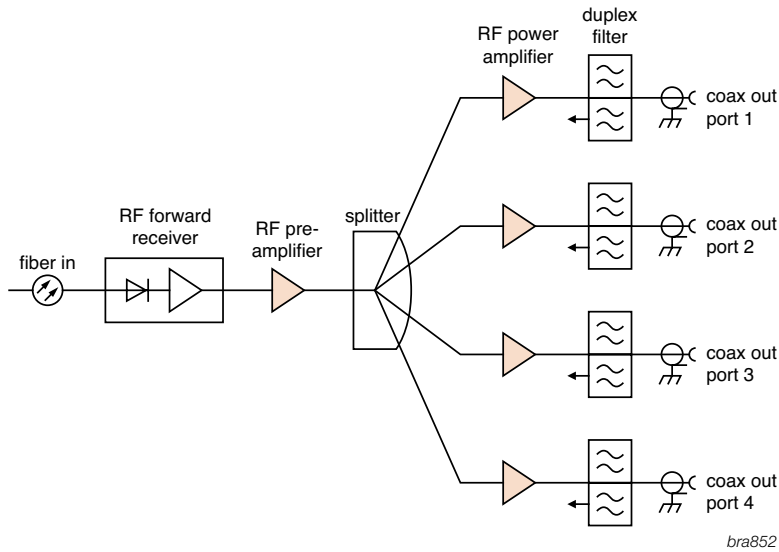 RF power
amplifier
duplex
filter
coax out
port 1
RF forward
receiver
RF pre-
amplifier
splitter
fiber in
coax out
port 2
coax out
port 3
coax out
port 4
bra852